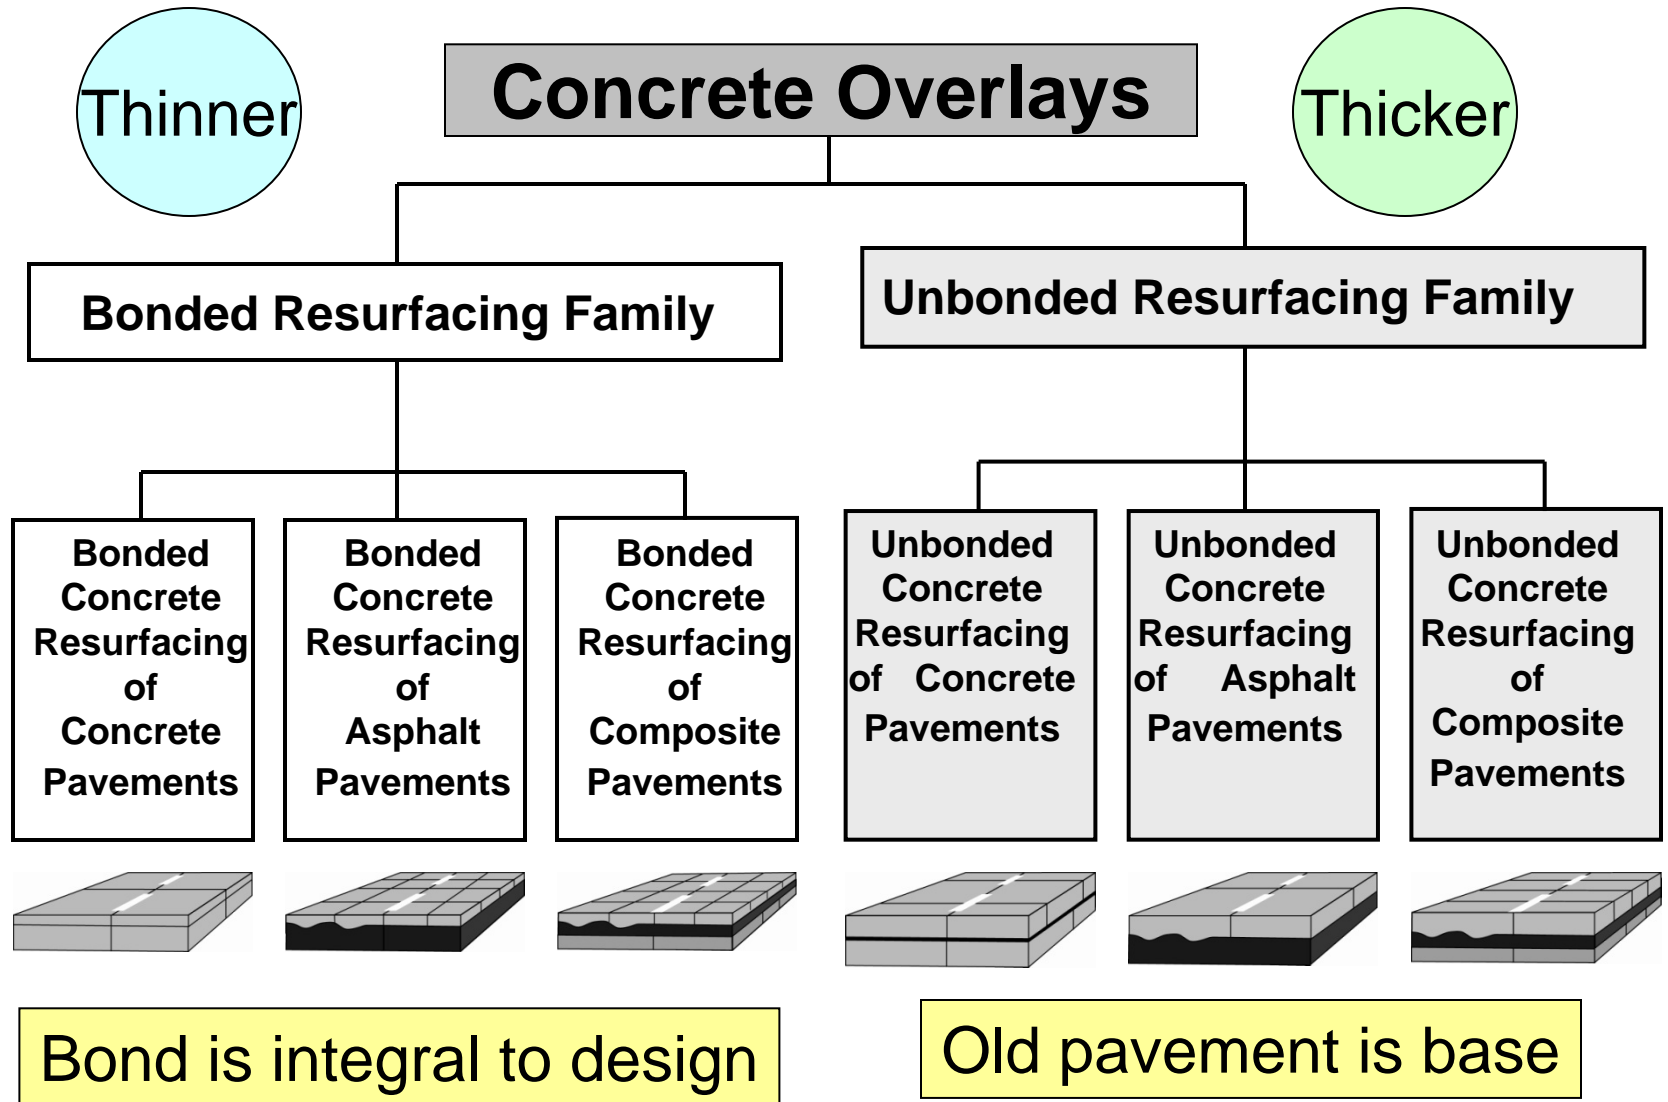 Thinner
Concrete Overlays
Thicker
Bonded Resurfacing Family
Unbonded Resurfacing Family
Bonded
Concrete
Resurfacing
of
Concrete
Pavements
Bonded
Concrete
Resurfacing
of
Asphalt
Pavements
Bonded
Concrete
Resurfacing
of
Composite
Pavements
Unbonded
Concrete
Resurfacing
of Concrete
Pavements
Unbonded
Concrete
Resurfacing
of Asphalt
Pavements
Unbonded
Concrete
Resurfacing
of
Composite
Pavements
Bond is integral to design
Old pavement is base